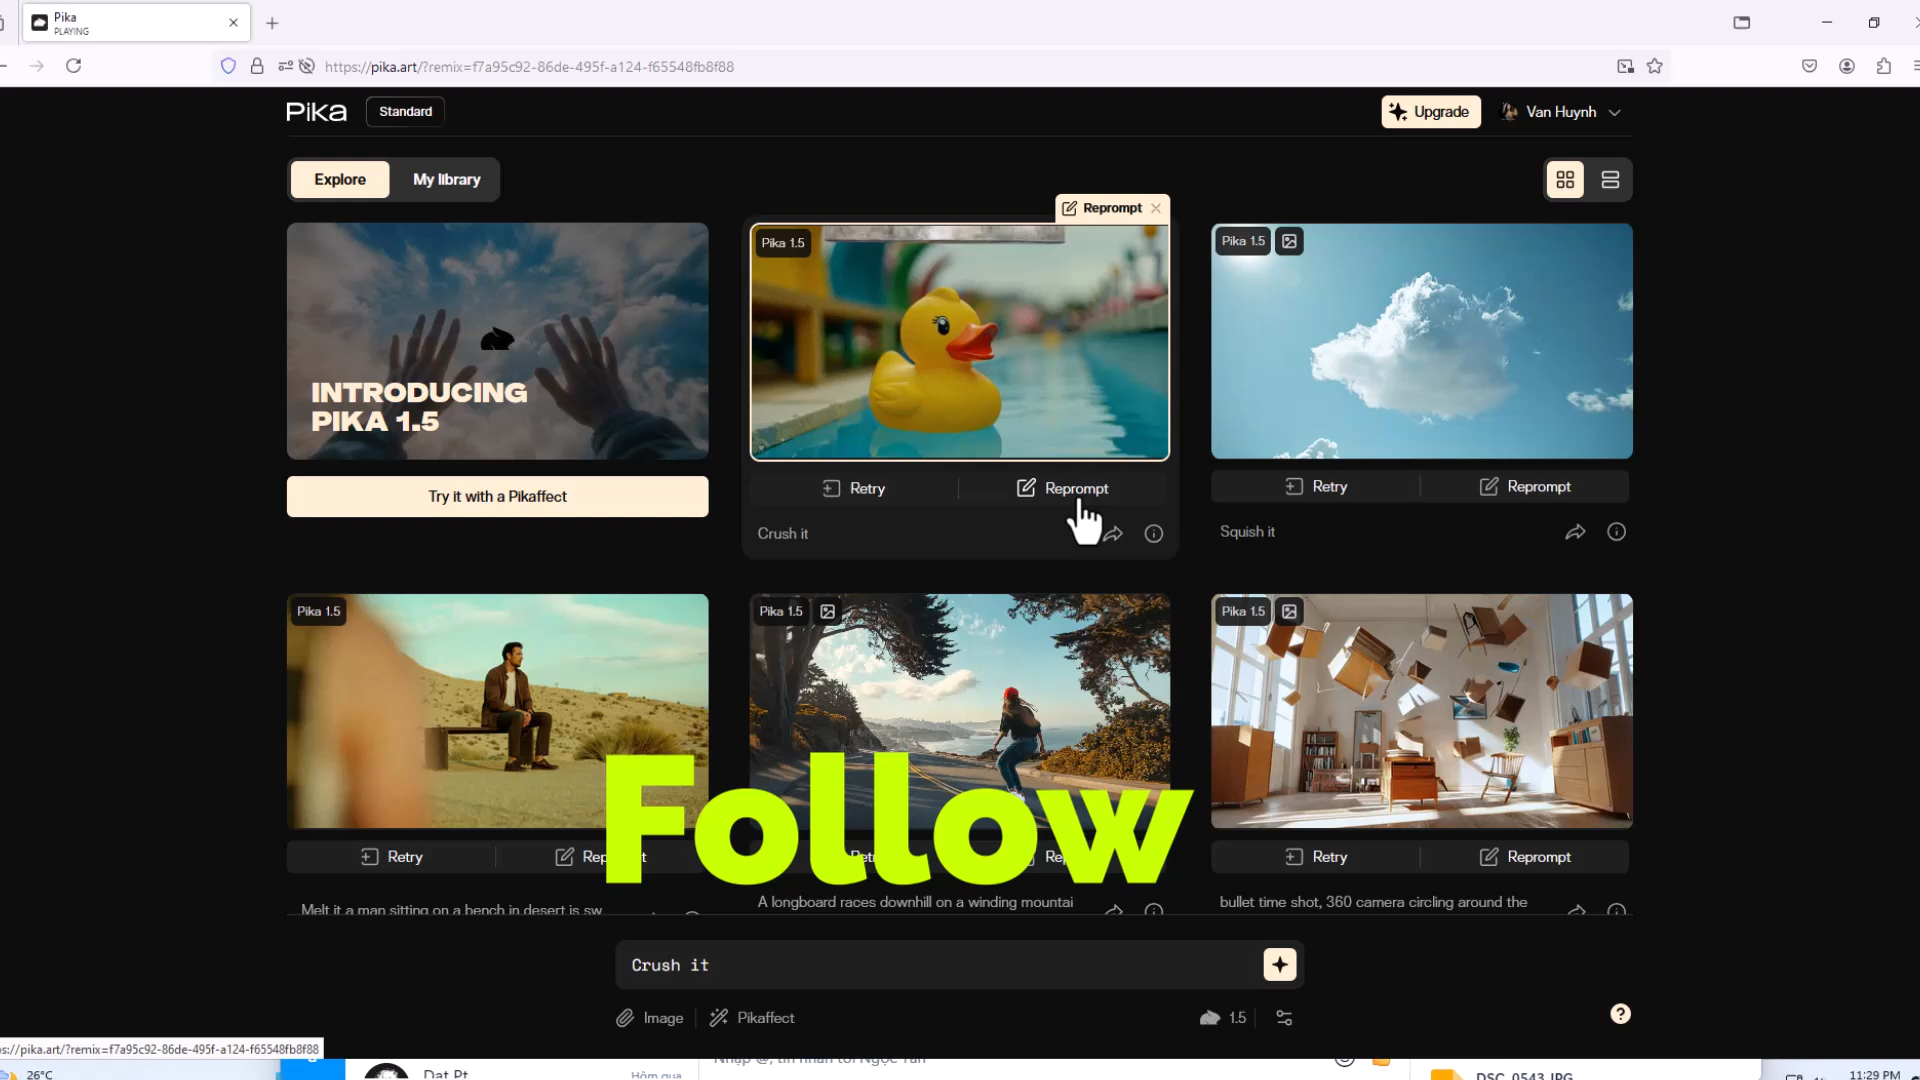 Pika
PLAYING
https://pika.art/?remix=f7a95c92-86de-495f-a124-f65548fb8f88
Pika
Standard
Upgrade
Van Huynh
Explore
My library
Reprompt
INTRODUCING
PIKA 1.5
Try it with a Pikaffect
Pika 1.5
Retry
Reprompt
Crush it
Pika 1.5
Retry
Reprompt
Squish it
Pika 1.5
Retry
Melt it a man sitting on a bench in desert is sw
Pika 1.5
A longboard races downhill on a winding mountai
Pika 1.5
Retry
Reprompt
bullet time shot, 360 camera circling around the
Follow
Crush it
Image
Pikaffect
1.5
?
s://pika.art/?remix=f7a95c92-86de-495f-a124-f65548fb8f88
26°C
Dat Pt
Hôm qua
DSC_0543.JPG
11:29 PM